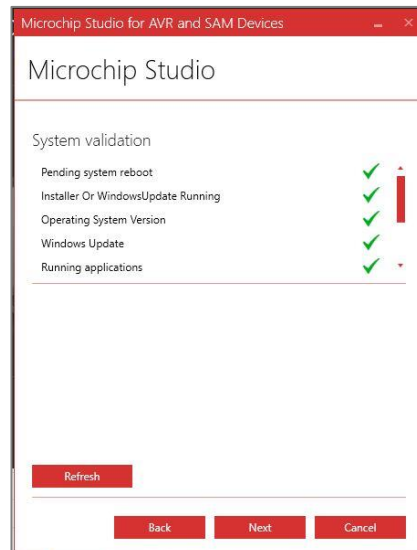 Microchip Studio for AVR and SAM Devices
Microchip Studio
System validation
Pending system reboot
Installer Or WindowsUpdate Running
Operating System Version
Windows Update
Running applications
Refresh
Back Next Cancel